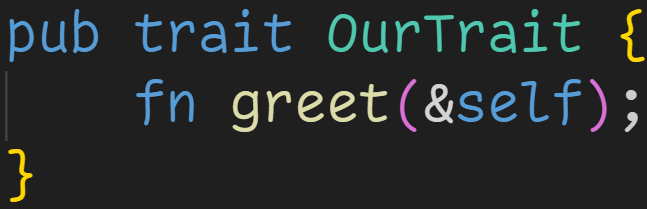 pub trait OurTrait {
    fn greet(&self);
}